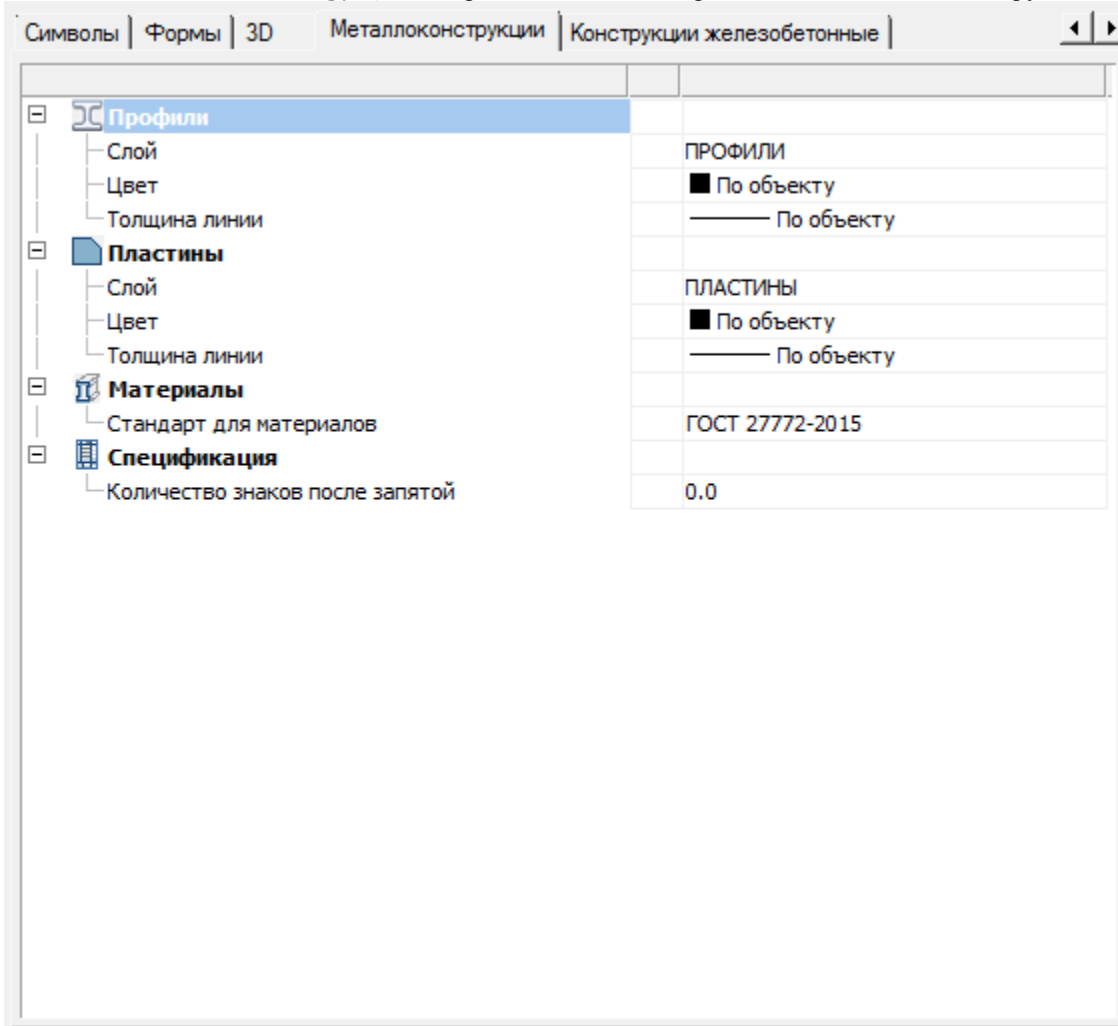 Символы Формы 3D Металлоконструкции Конструкции железобетонные
Профили
Слой ПРОФИЛИ
Цвет По объекту
Толщина линии По объекту
Пластины
Слой ПЛАСТИНЫ
Цвет По объекту
Толщина линии По объекту
Материалы
Стандарт для материалов ГОСТ 27772-2015
Спецификация
Количество знаков после запятой 0.0